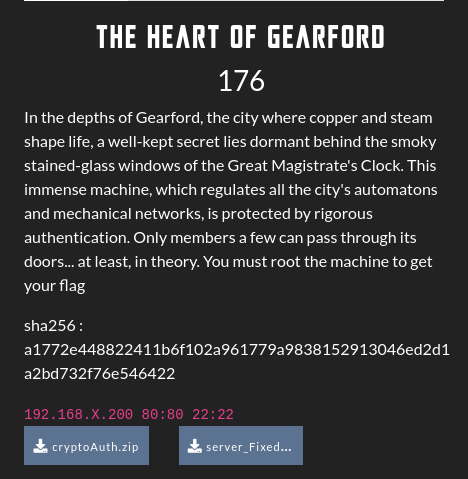 THE HEART OF GEARFORD
176
In the depths of Gearford, the city where copper and steam
shape life, a well-kept secret lies dormant behind the smoky
stained-glass windows of the Great Magistrate's Clock. This
immense machine, which regulates all the city's automatons
and mechanical networks, is protected by rigorous
authentication. Only members a few can pass through its
doors... at least, in theory. You must root the machine to get
your flag
sha256 :
a1772e448822411b6f102a961779a9838152913046ed2d1
a2bd732f76e546422
192.168.X.200 80:80 22:22
cryptoAuth.zip
server_Fixed...